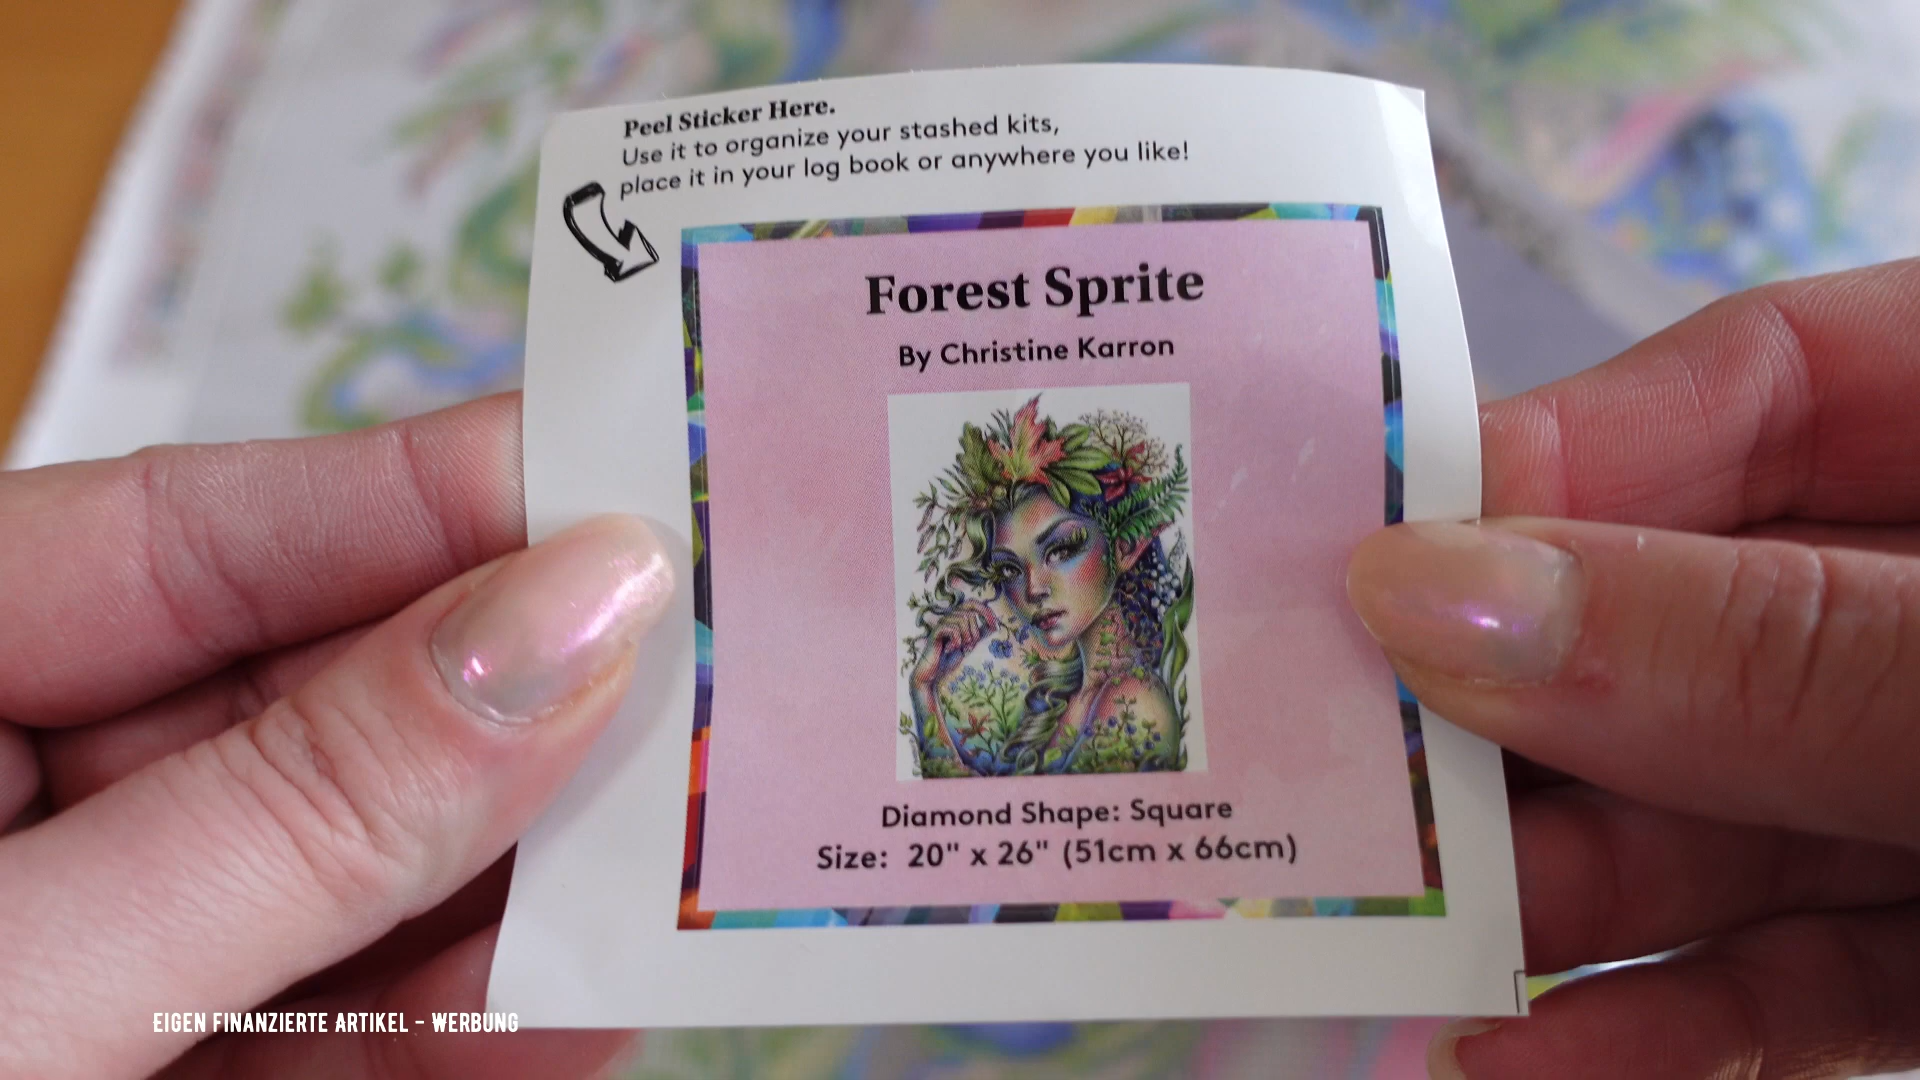 Peel Sticker Here.
Use it to organize your stashed kits,
place it in your log book or anywhere you like!
Forest Sprite
By Christine Karron
Diamond Shape: Square
Size: 20" x 26" (51cm x 66cm)
EIGEN FINANZIERTE ARTIKEL - WERBUNG